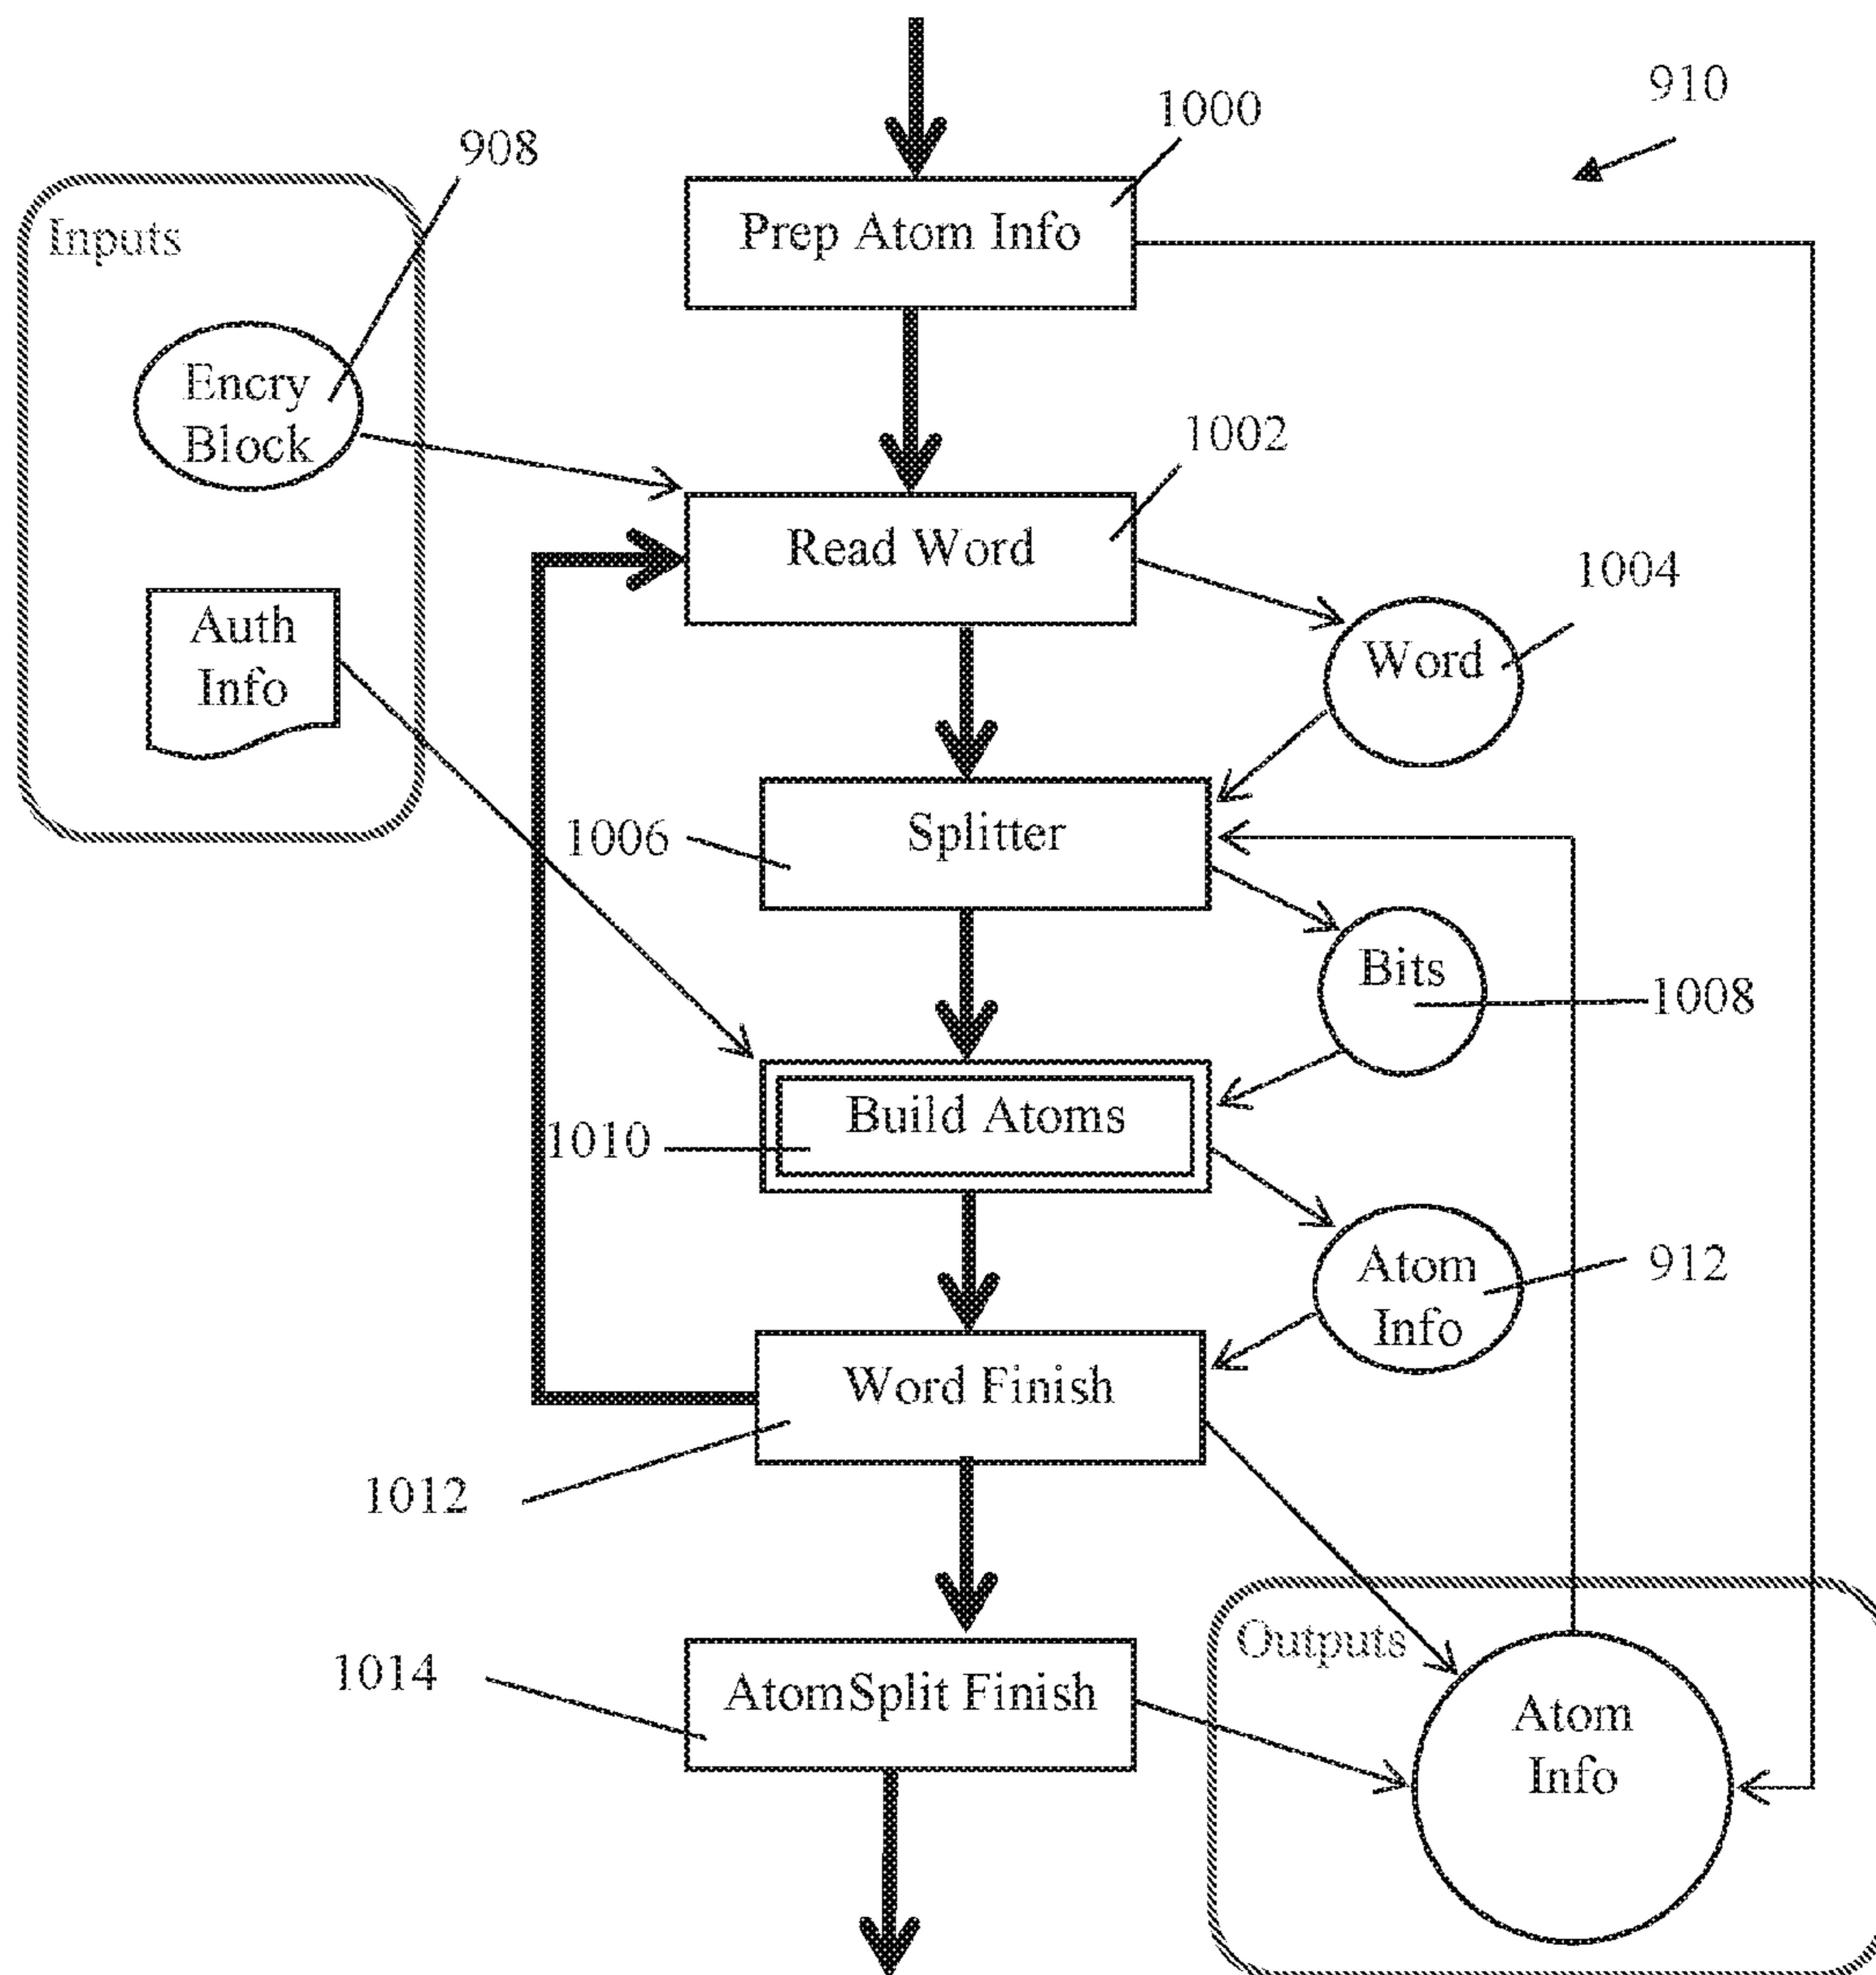 910
1000
908
Inputs
Prep Atom Info
Encry
Block
1002
Read Word
1004
Auth
Info
Word
1006
Splitter
Bits
1008
Build Atoms
1010
Atom
Info
912
Word Finish
1012
Outputs
1014
AtomSplit Finish
Atom
Info